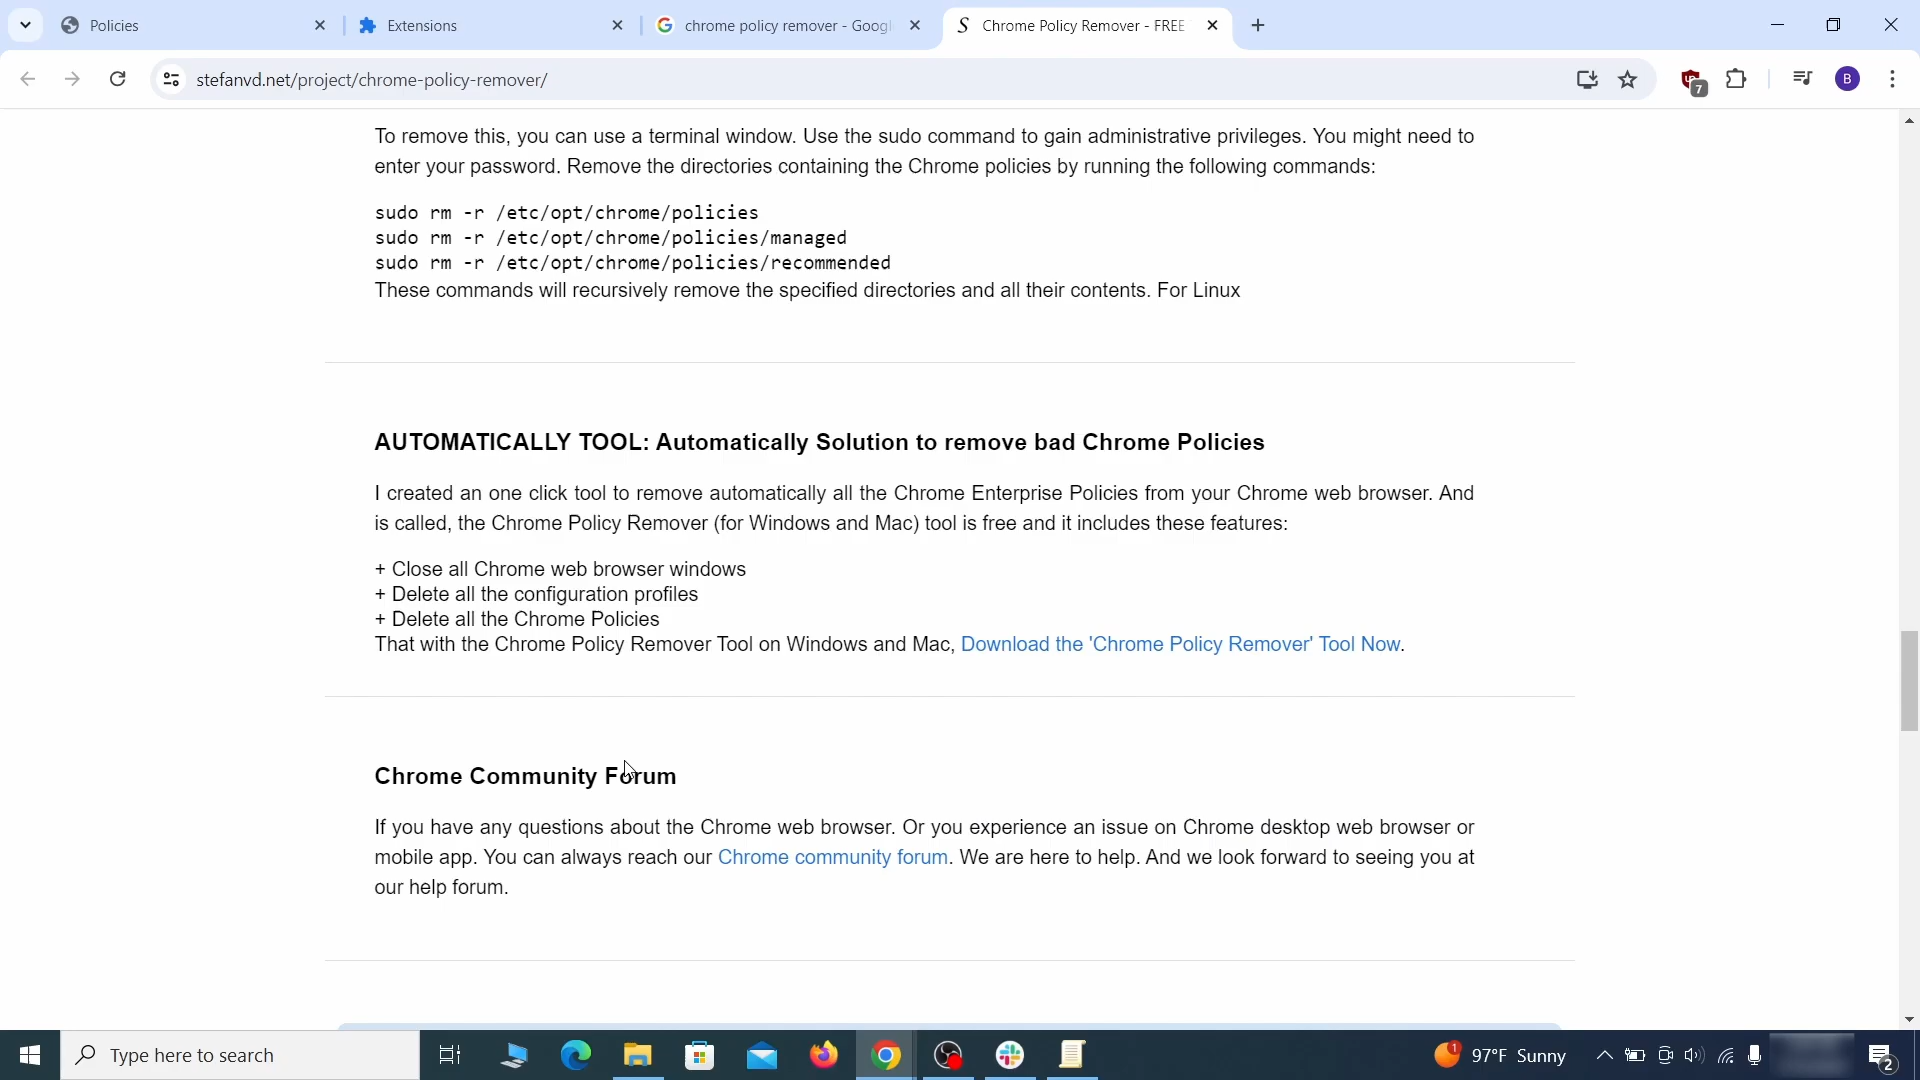 Policies
Extensions
chrome policy remover - Googl
Chrome Policy Remover - FREE
stefanvd.net/project/chrome-policy-remover/
7
B
To remove this, you can use a terminal window. Use the sudo command to gain administrative privileges. You might need to
enter your password. Remove the directories containing the Chrome policies by running the following commands:
sudo rm -r /etc/opt/chrome/policies
sudo rm -r /etc/opt/chrome/policies/managed
sudo rm -r /etc/opt/chrome/policies/recommended
These commands will recursively remove the specified directories and all their contents. For Linux
AUTOMATICALLY TOOL: Automatically Solution to remove bad Chrome Policies
I created an one click tool to remove automatically all the Chrome Enterprise Policies from your Chrome web browser. And
is called, the Chrome Policy Remover (for Windows and Mac) tool is free and it includes these features:
+ Close all Chrome web browser windows
+ Delete all the configuration profiles
+ Delete all the Chrome Policies
That with the Chrome Policy Remover Tool on Windows and Mac, Download the 'Chrome Policy Remover' Tool Now.
Chrome Community Forum
If you have any questions about the Chrome web browser. Or you experience an issue on Chrome desktop web browser or
mobile app. You can always reach our Chrome community forum. We are here to help. And we look forward to seeing you at
our help forum.
Type here to search
1
97°F Sunny
2